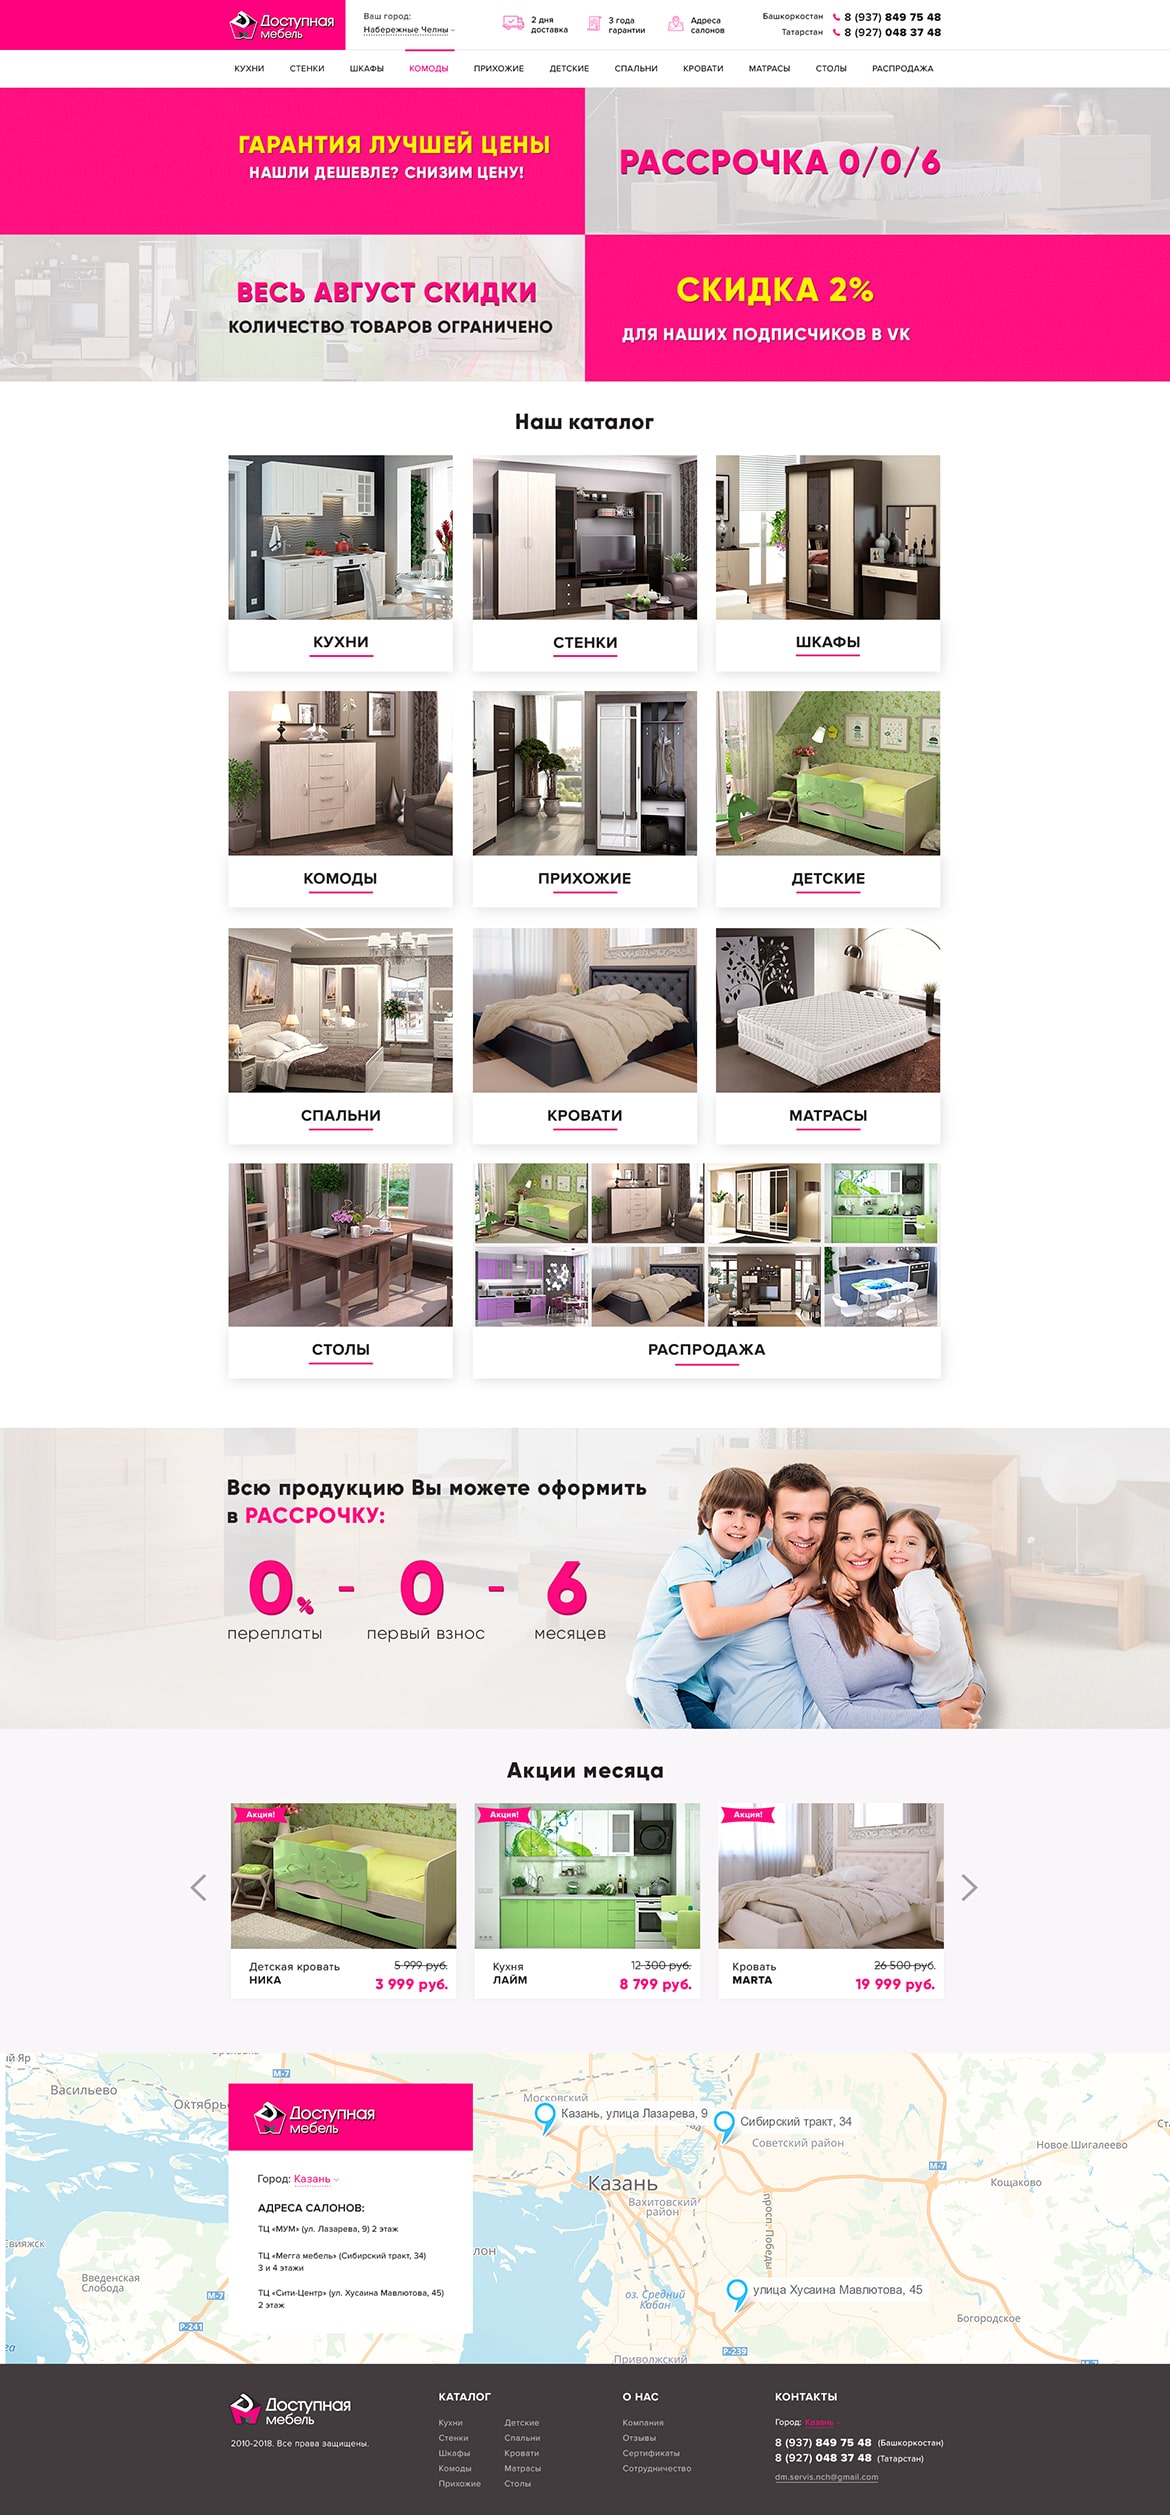 Доступная
мебель
Ваш город:
Набережные Челны
2 дня
доставка
3 года
гарантии
Адреса
салонов
Башкоркостан 8 (937) 849 75 48
Татарстан 8 (927) 048 37 48
КУХНИ СТЕНКИ ШКАФЫ КОМОДЫ ПРИХОЖИЕ ДЕТСКИЕ СПАЛЬНИ КРОВАТИ МАТРАСЫ СТОЛЫ РАСПРОДАЖА
ГАРАНТИЯ ЛУЧШЕЙ ЦЕНЫ
НАШЛИ ДЕШЕВЛЕ? СНИЗИМ ЦЕНУ!
РАССРОЧКА 0/0/6
ВЕСЬ АВГУСТ СКИДКИ
КОЛИЧЕСТВО ТОВАРОВ ОГРАНИЧЕНО
СКИДКА 2%
ДЛЯ НАШИХ ПОДПИСЧИКОВ В VK
Наш каталог
КУХНИ
СТЕНКИ
ШКАФЫ
КОМОДЫ
ПРИХОЖИЕ
ДЕТСКИЕ
СПАЛЬНИ
КРОВАТИ
МАТРАСЫ
СТОЛЫ
РАСПРОДАЖА
Всю продукцию Вы можете оформить
в РАССРОЧКУ:
0% - 0 - 6
переплаты первый взнос месяцев
Акции месяца
Акция!
Детская кровать 5 999 руб.
НИКА 3 999 руб.
Акция!
Кухня 12 300 руб.
ЛАЙМ 8 799 руб.
Акция!
Кровать 26 500 руб.
MARTA 19 999 руб.
Доступная
мебель
Город: Казань
АДРЕСА САЛОНОВ:
ТЦ «МУМ» (ул. Лазарева, 9) 2 этаж
ТЦ «Мегга мебель» (Сибирский тракт, 34)
3 и 4 этажи
ТЦ «Сити-Центр» (ул. Хусаина Мавлютова, 45)
2 этаж
ый Яр
Васильево
Октябрь
М-7
Московский
Казань, улица Лазарева, 9
Сибирский тракт, 34
Советский район
Новое Шигалеево
М-7
Кощаково
Казань
Вахитовский
район
просп. Победы
Свияжск
Введенская
Слобода
М-7
Р-241
оз. Средний
Кабан
улица Хусаина Мавлютова, 45
Богородское
Р-239
Приволжский
М-7
Доступная
мебель
2010-2018. Все права защищены.
КАТАЛОГ
Кухни Детские
Стенки Спальни
Шкафы Кровати
Комоды Матрасы
Прихожие Столы
О НАС
Компания
Отзывы
Сертификаты
Сотрудничество
КОНТАКТЫ
Город: Казань
8 (937) 849 75 48 (Башкоркостан)
8 (927) 048 37 48 (Татарстан)
dm.servis.nch@gmail.com